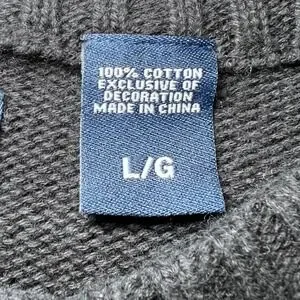 100% COTTON
EXCLUSIVE OF
DECORATION
MADE IN CHINA
L/G